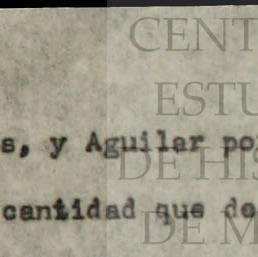 CENT
ESTU
s, y Aguilar po
DE HIS
cantidad que de
DE M